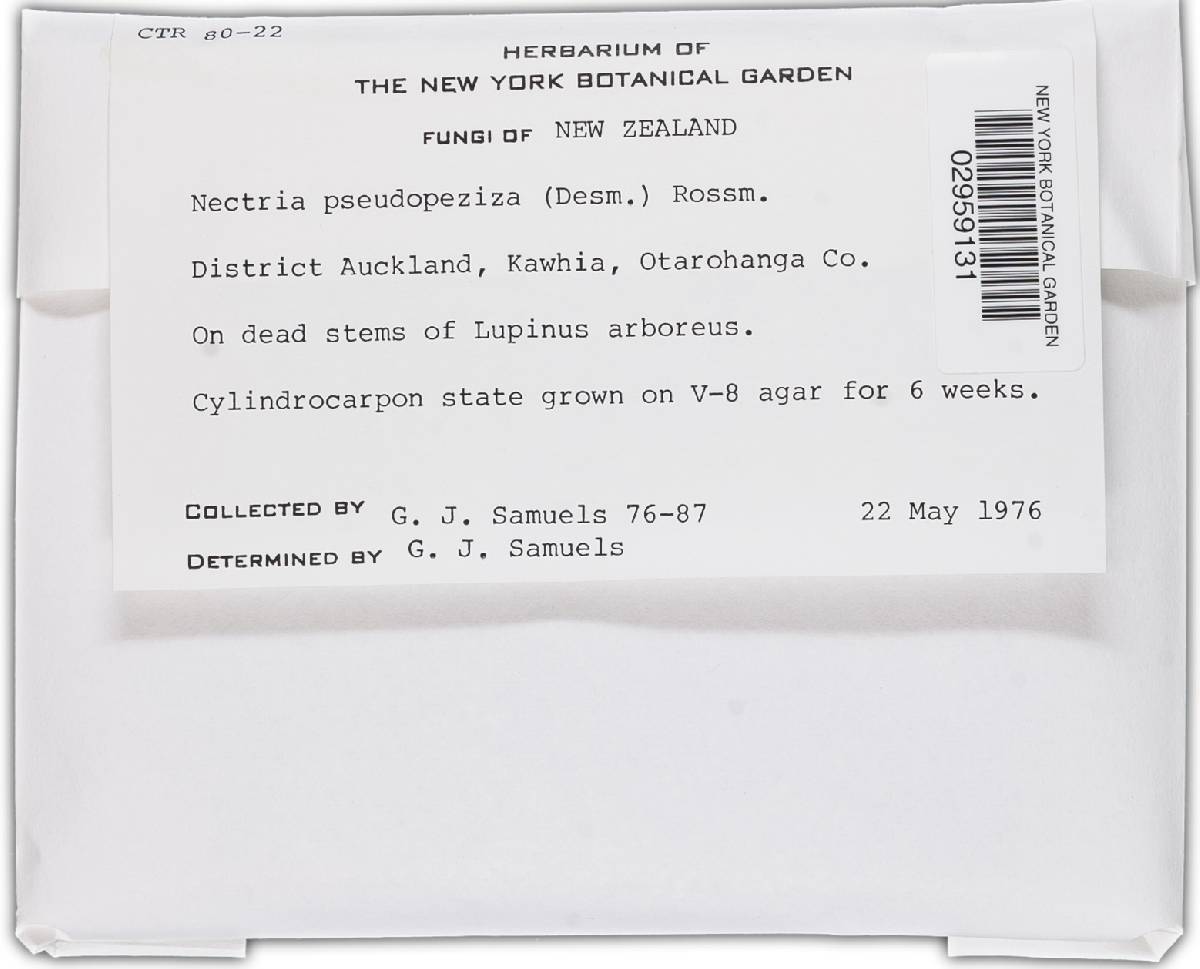 CTR 80-22
HERBARIUM OF
THE NEW YORK BOTANICAL GARDEN
FUNGI OF NEW ZEALAND
Nectria pseudopeziza (Desm.) Rossm.
District Auckland, Kawhia, Otarohanga Co.
On dead stems of Lupinus arboreus.
Cylindrocarpon state grown on V-8 agar for 6 weeks.
COLLECTED BY G. J. Samuels 76-87 22 May 1976
DETERMINED BY G. J. Samuels
NEW YORK BOTANICAL GARDEN
02959131